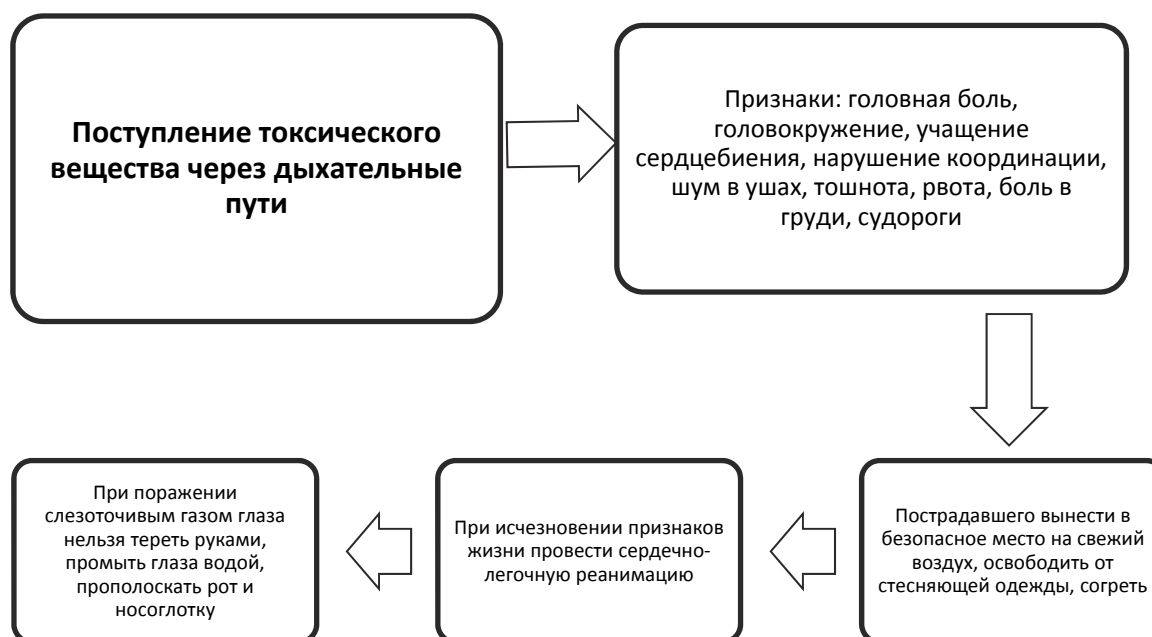 Поступление токсического
вещества через дыхательные
пути
Признаки: головная боль,
головокружение, учащение
сердцебиения, нарушение координации,
шум в ушах, тошнота, рвота, боль в
груди, судороги
Пострадавшего вынести в
безопасное место на свежий
воздух, освободить от
стесняющей одежды, согреть
При исчезновении признаков
жизни провести сердечно-
легочную реанимацию
При поражении
слезоточивым газом глаза
нельзя тереть руками,
промыть глаза водой,
прополоскать рот и
носоглотку